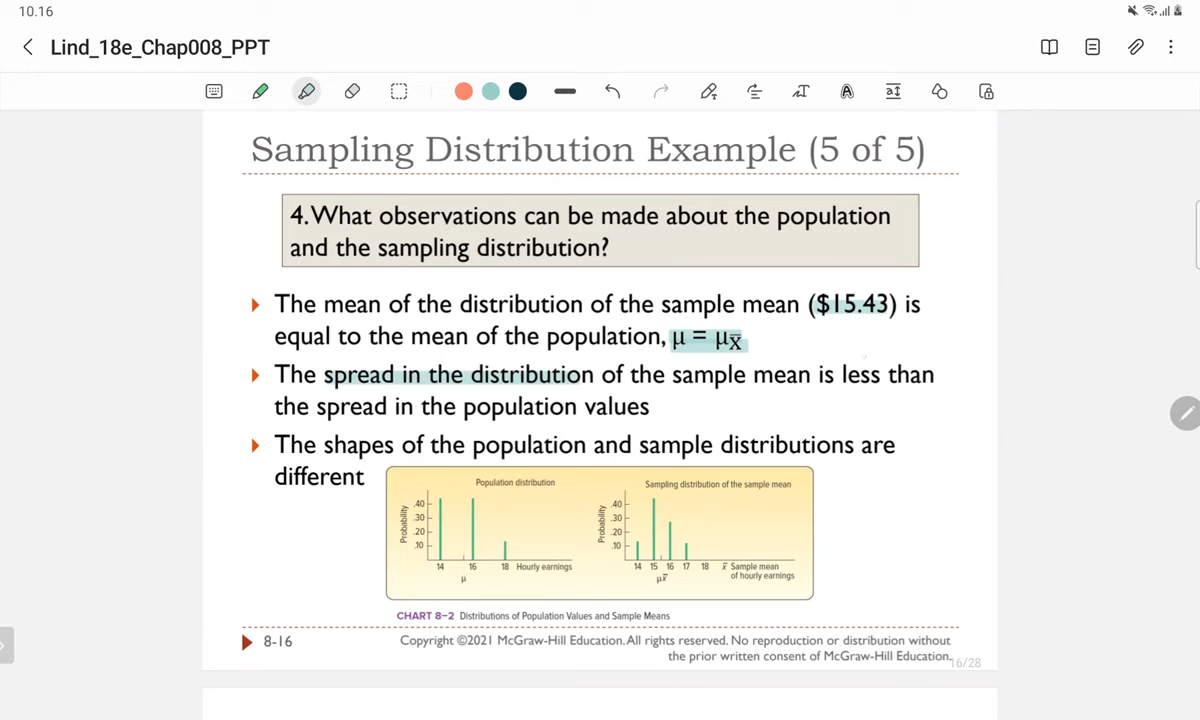 10.16
Lind_18e_Chap008_PPT
Sampling Distribution Example (5 of 5)
4. What observations can be made about the population
and the sampling distribution?
The mean of the distribution of the sample mean ($15.43) is
equal to the mean of the population, μ = μx̅
The spread in the distribution of the sample mean is less than
the spread in the population values
The shapes of the population and sample distributions are
different
Population distribution
Probability
.40
.30
.20
.10
14 16 18 Hourly earnings
μ
Sampling distribution of the sample mean
Probability
.40
.30
.20
.10
14 15 16 17 18 x̅ Sample mean
of hourly earnings
μx̅
CHART 8–2 Distributions of Population Values and Sample Means
8-16
Copyright ©2021 McGraw-Hill Education. All rights reserved. No reproduction or distribution without
the prior written consent of McGraw-Hill Education.
16/28